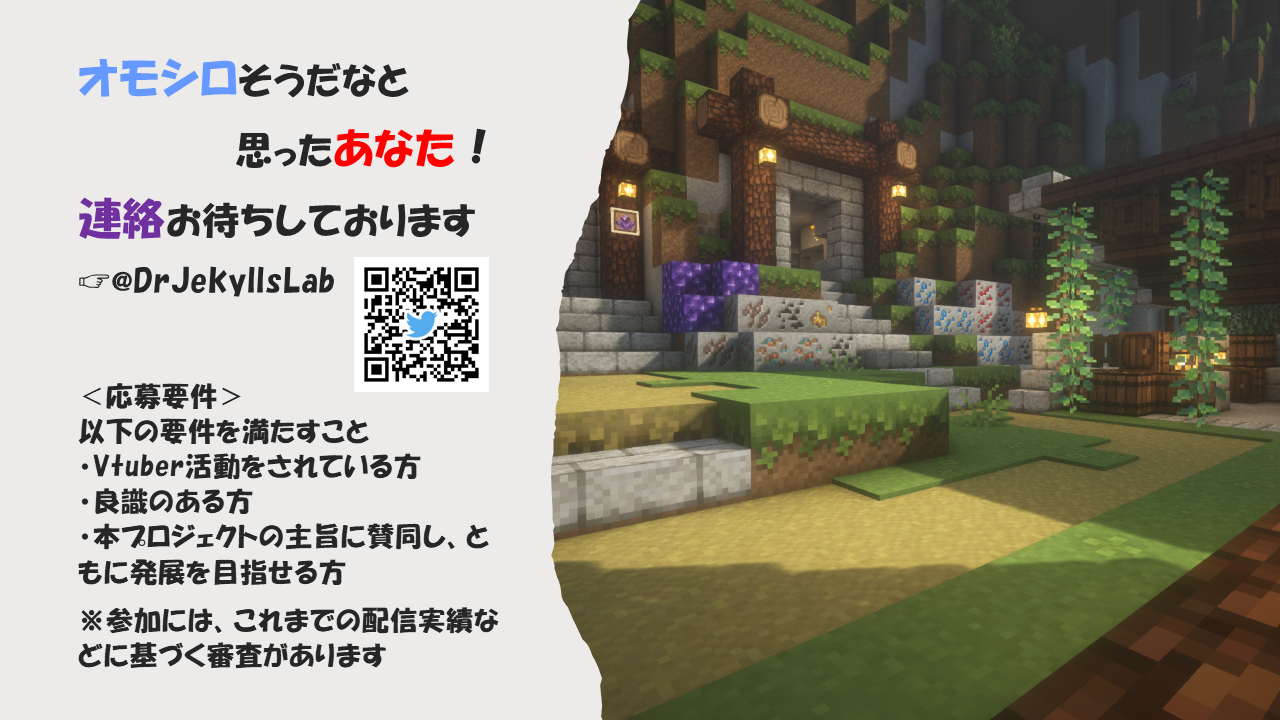 オモシロそうだなと
思ったあなた！
連絡お待ちしております
☞@DrJeKyllsLab
＜応募要件＞
以下の要件を満たすこと
・Vtuber活動をされている方
・良識のある方
・本プロジェクトの主旨に賛同し、と
もに発展を目指せる方
※参加には、これまでの配信実績な
どに基づく審査があります